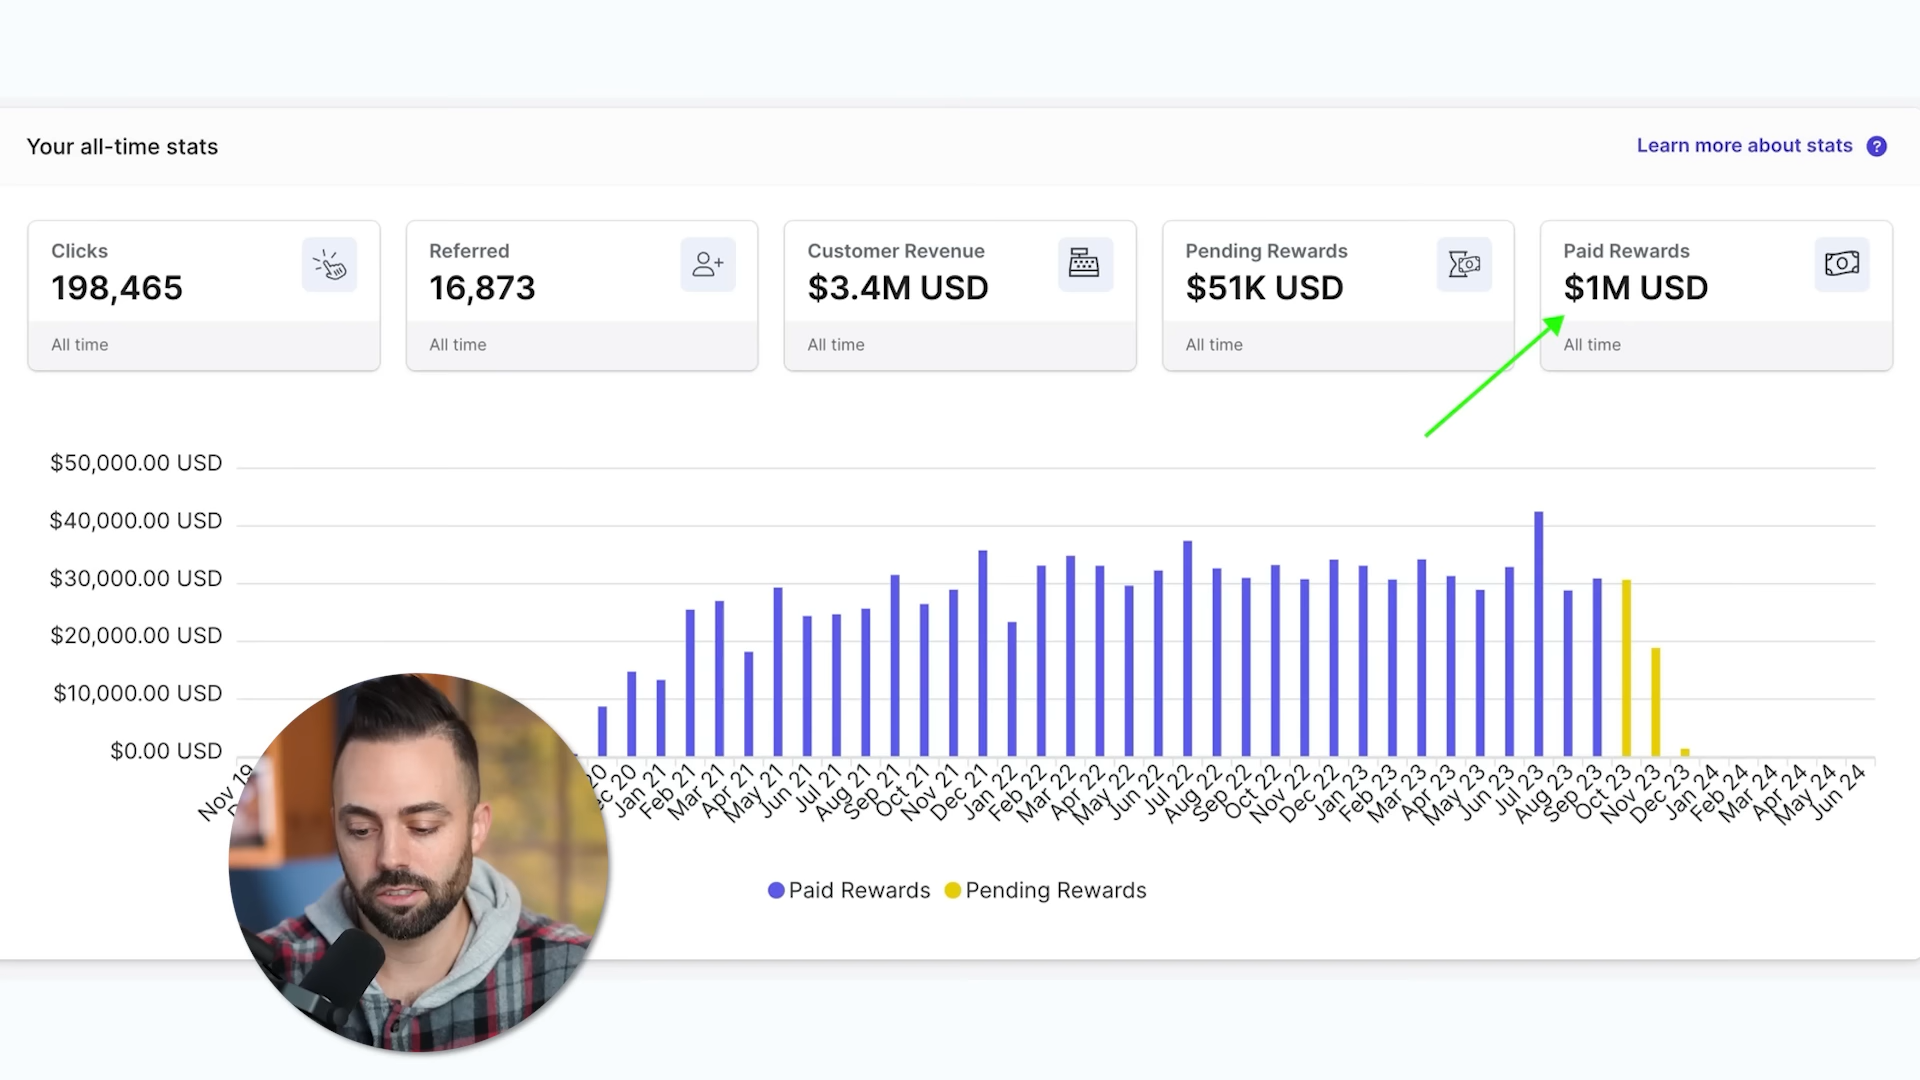 Your all-time stats
Learn more about stats ?
Clicks
198,465
All time
Referred
16,873
All time
Customer Revenue
$3.4M USD
All time
Pending Rewards
$51K USD
All time
Paid Rewards
$1M USD
All time
$50,000.00 USD
$40,000.00 USD
$30,000.00 USD
$20,000.00 USD
$10,000.00 USD
$0.00 USD
Nov 19
20
ec 20
Jan 21
Feb 21
Mar 21
Apr 21
May 21
Jun 21
Jul 21
Aug 21
Sep 21
Oct 21
Nov 21
Dec 21
Jan 22
Feb 22
Mar 22
Apr 22
May 22
Jun 22
Jul 22
Aug 22
Sep 22
Oct 22
Nov 22
Dec 22
Jan 23
Feb 23
Mar 23
Apr 23
May 23
Jun 23
Jul 23
Aug 23
Sep 23
Oct 23
Nov 23
Dec 23
Jan 24
Feb 24
Mar 24
Apr 24
May 24
Jun 24
Paid Rewards
Pending Rewards